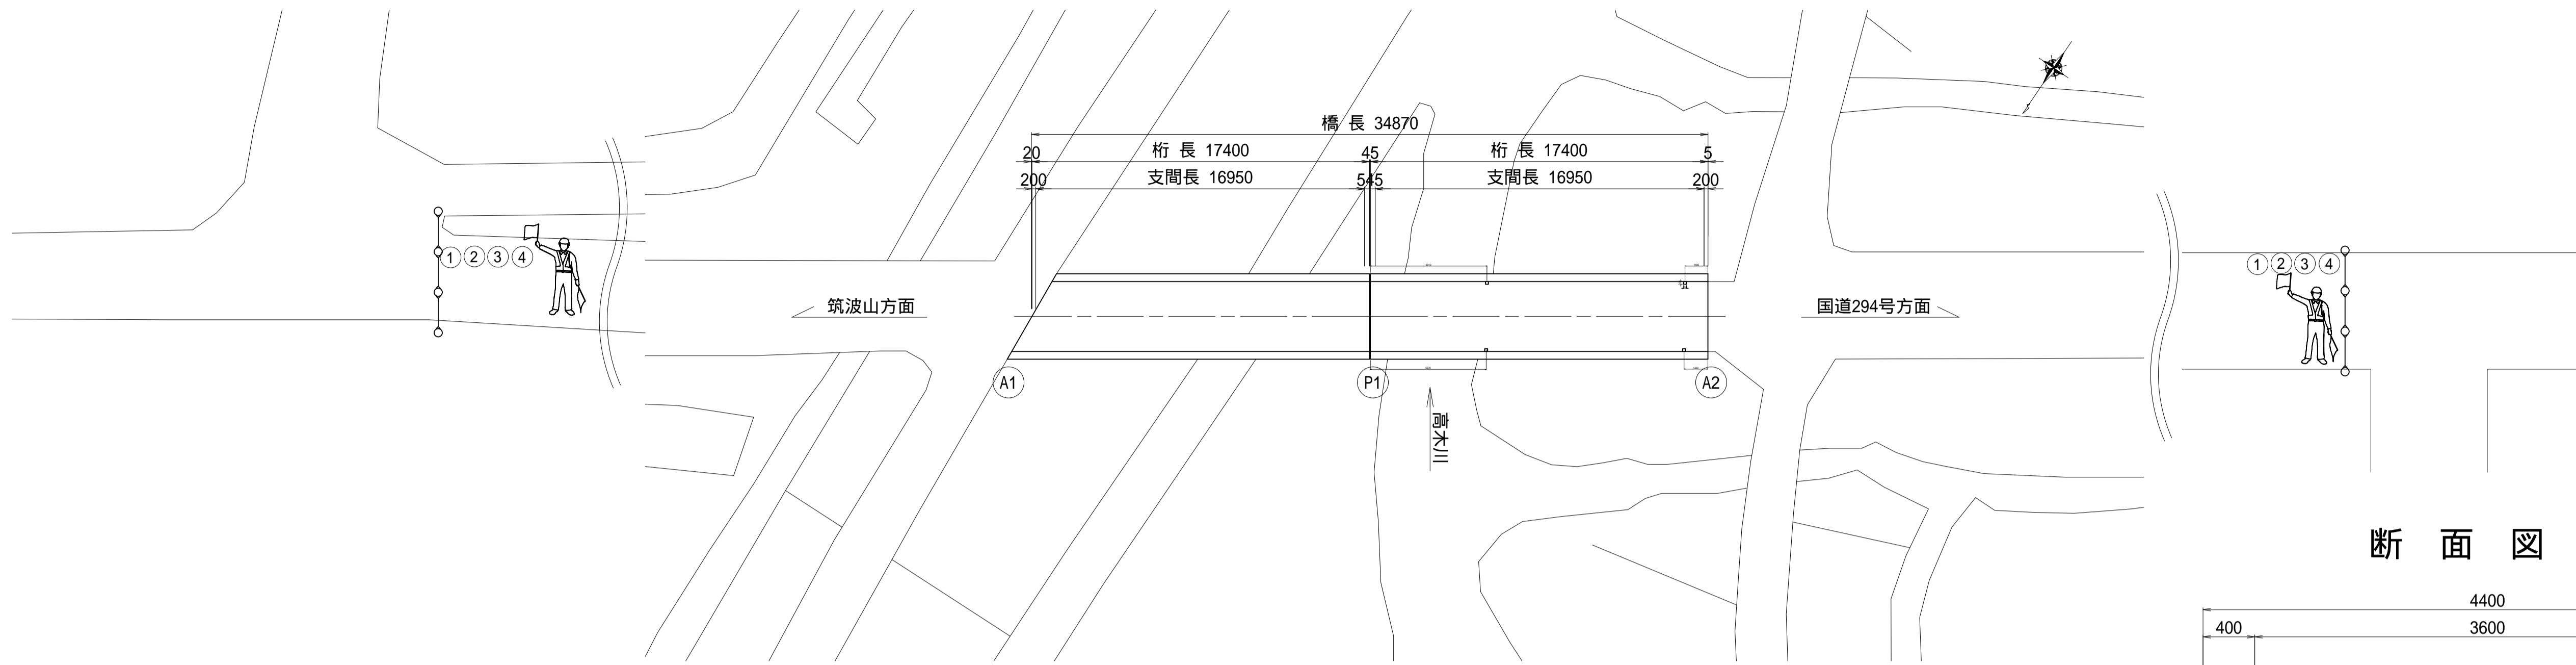 橋 長 34870
20 桁 長 17400 45 桁 長 17400 5
200 支間長 16950 545 支間長 16950 200
① ② ③ ④
① ② ③ ④
筑波山方面
国道294号方面
A1 P1 A2
高木川
断 面 図
4400
400 3600